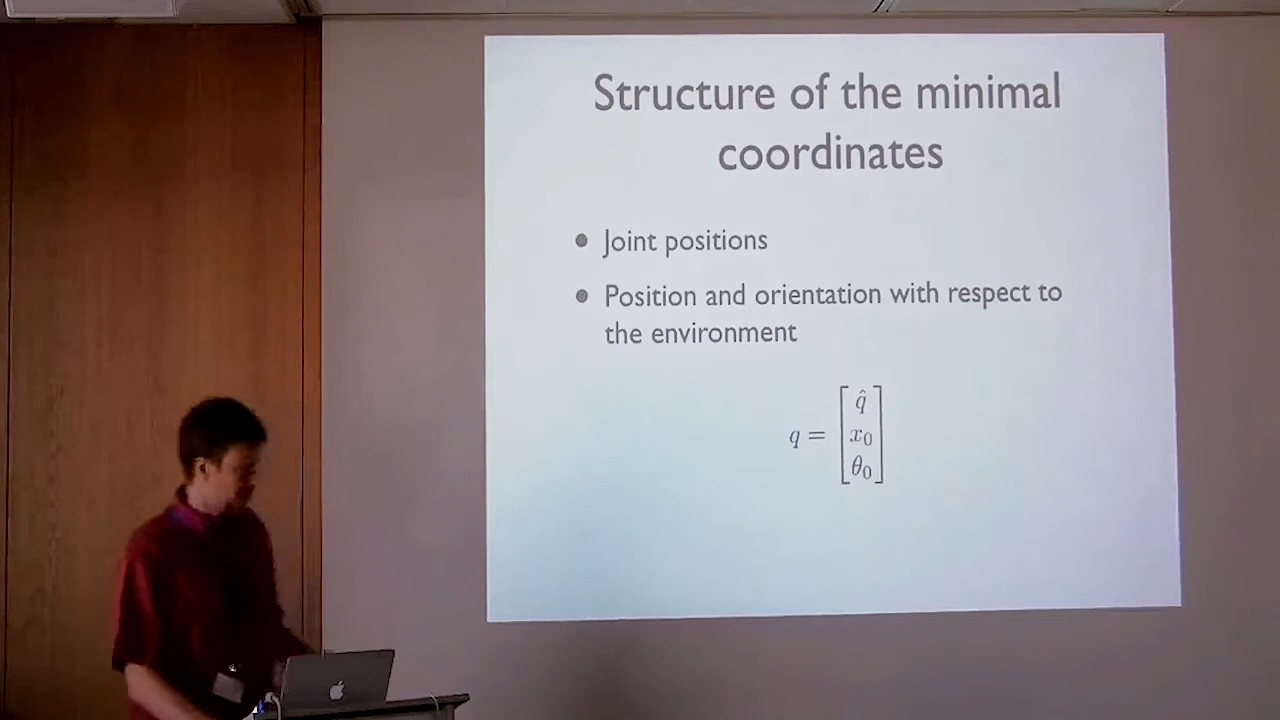 Structure of the minimal
coordinates
• Joint positions
• Position and orientation with respect to
the environment
q = [q̂ x₀ θ₀]